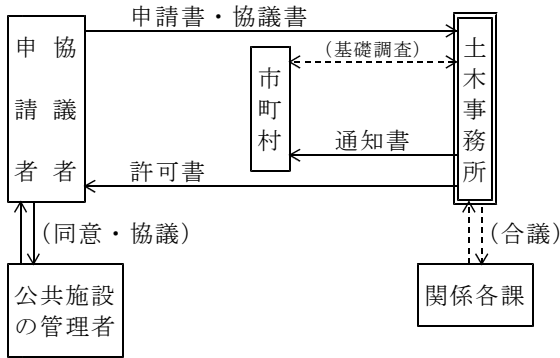 申請書・協議書
申請者
協議者
(基礎調査)
市町村
土木事務所
通知書
許可書
(同意・協議)
(合議)
公共施設
の管理者
関係各課